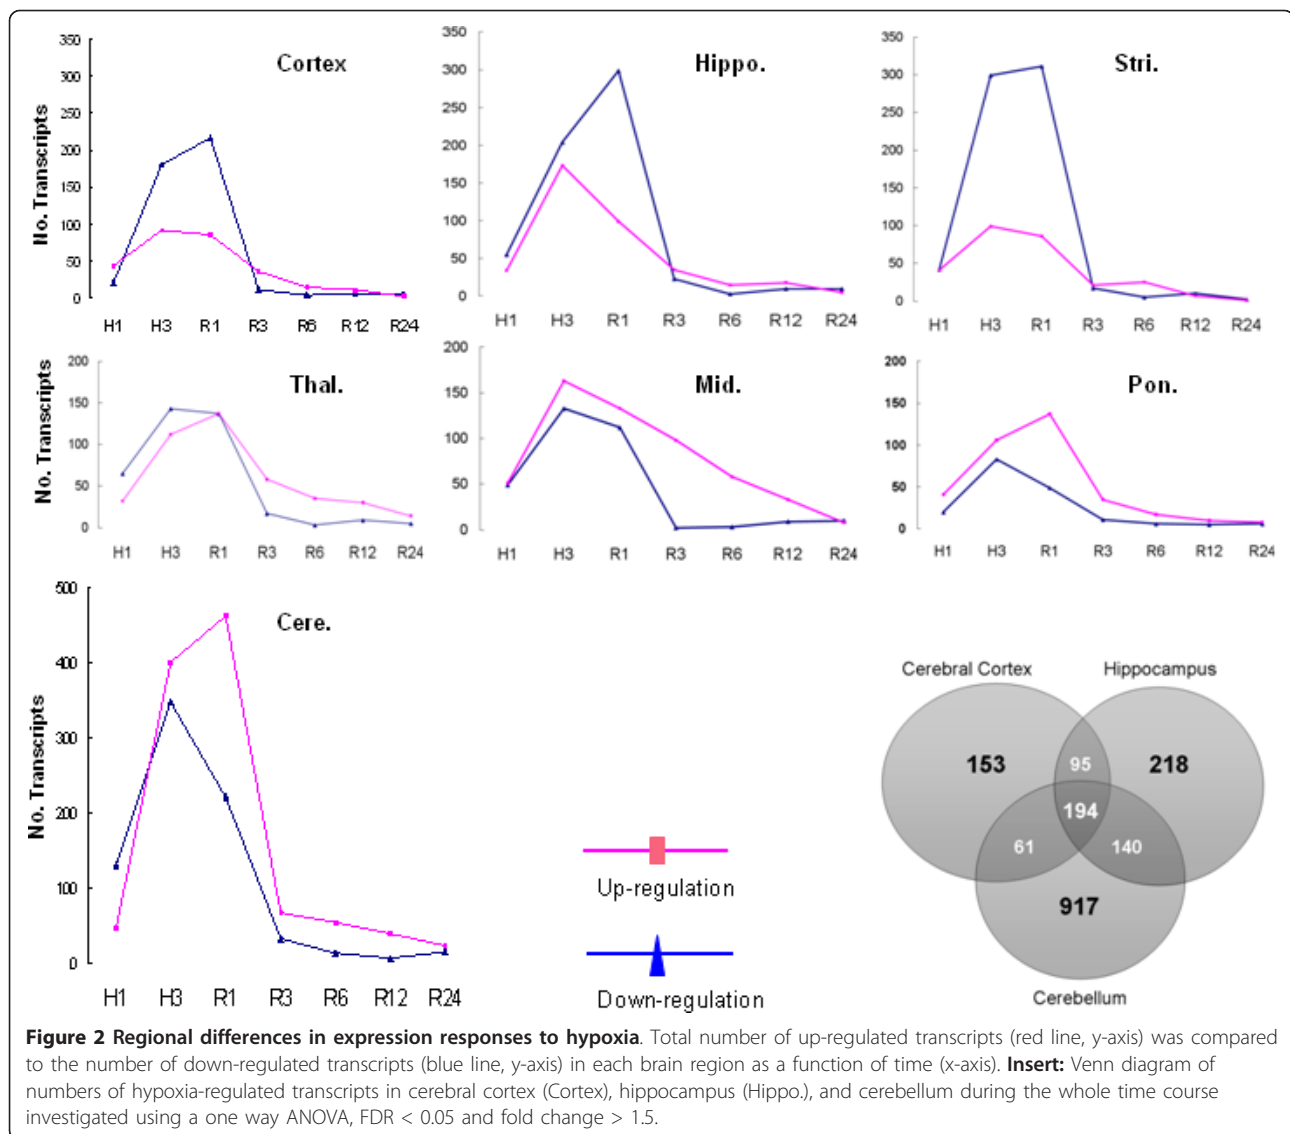 350
300
250
200
150
100
50
0
No. Transcripts
Cortex
H1 H3 R1 R3 R6 R12 R24
350
300
250
200
150
100
50
0
Hippo.
H1 H3 R1 R3 R6 R12 R24
350
300
250
200
150
100
50
0
Stri.
H1 H3 R1 R3 R6 R12 R24
200
150
100
50
0
No. Transcripts
Thal.
H1 H3 R1 R3 R6 R12 R24
200
150
100
50
0
Mid.
H1 H3 R1 R3 R6 R12 R24
200
150
100
50
0
Pon.
H1 H3 R1 R3 R6 R12 R24
500
400
300
200
100
0
No. Transcripts
Cere.
H1 H3 R1 R3 R6 R12 R24
Up-regulation
Down-regulation
Cerebral Cortex
Hippocampus
153
95
218
194
61
140
917
Cerebellum
Figure 2 Regional differences in expression responses to hypoxia. Total number of up-regulated transcripts (red line, y-axis) was compared
to the number of down-regulated transcripts (blue line, y-axis) in each brain region as a function of time (x-axis). Insert: Venn diagram of
numbers of hypoxia-regulated transcripts in cerebral cortex (Cortex), hippocampus (Hippo.), and cerebellum during the whole time course
investigated using a one way ANOVA, FDR < 0.05 and fold change > 1.5.